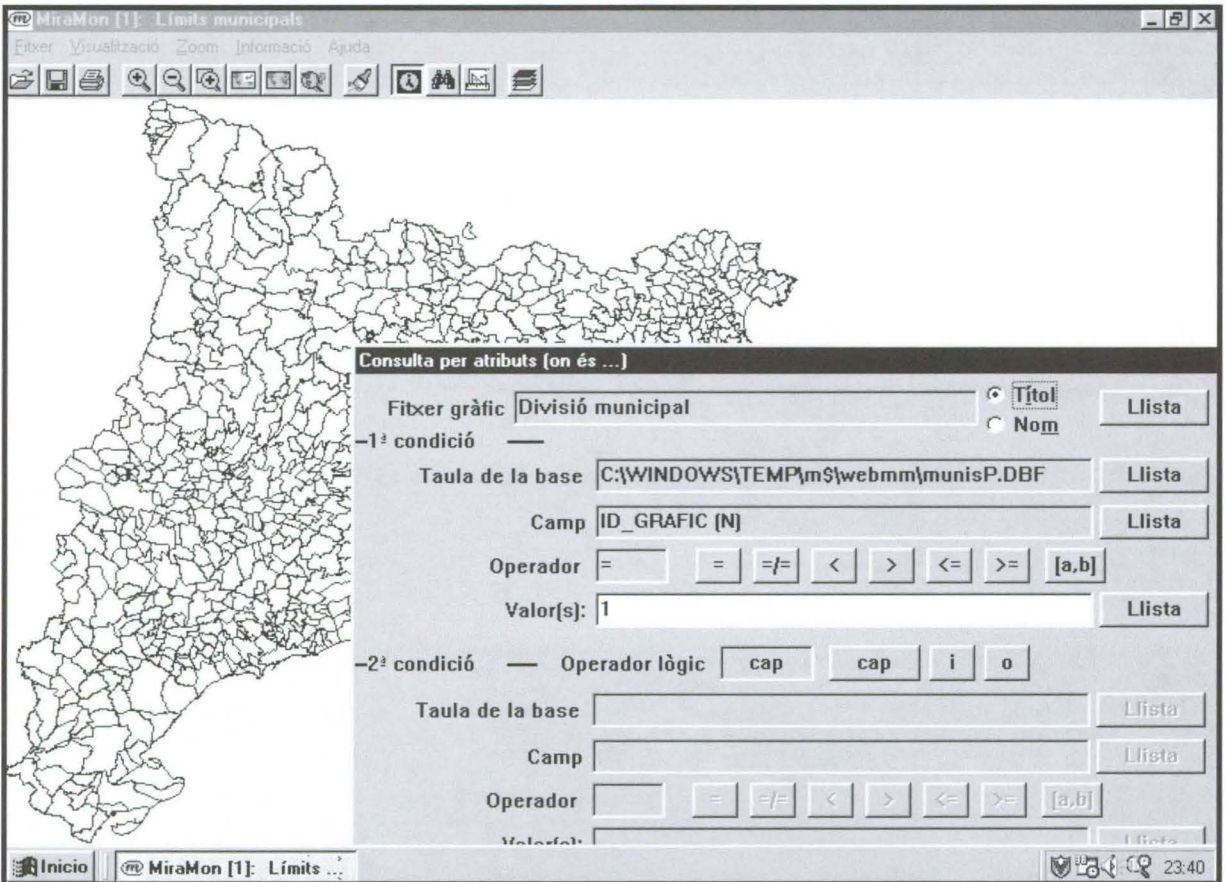 MiraMon [1]: Límits municipals
Fitxer Visualització Zoom Informació Ajuda
Consulta per atributs (on és ...)
Fitxer gràfic Divisió municipal Títol Llista
Nom
1ª condició
Taula de la base C:\WINDOWS\TEMP\m$\webmm\munisP.DBF Llista
Camp ID_GRAFIC (N) Llista
Operador = = =/= < > <= >= [a,b]
Valor(s): 1 Llista
2ª condició Operador lògic cap cap i o
Taula de la base Llista
Camp Llista
Operador = =/= < > <= >= [a,b]
Valor(s): Llista
Inicio MiraMon [1]: Límits ... 23:40